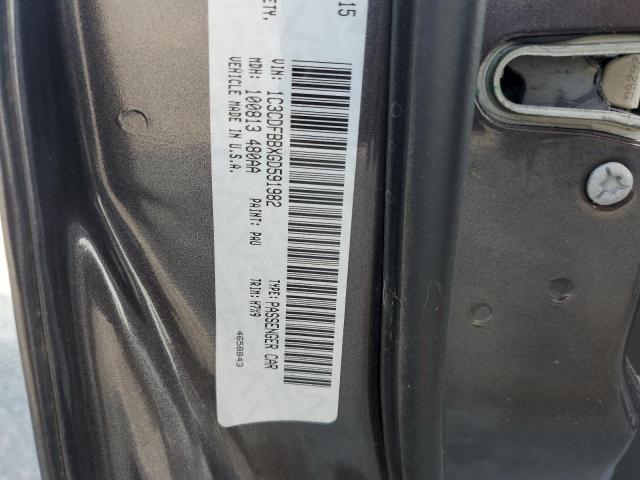 15
ETY.
VIN: 1C3CDFBBXGD591982
TYPE: PASSENGER CAR
MDH: 100813 480AA
PAINT: PAU
TRIM: H7X9
VEHICLE MADE IN U.S.A.
4658843